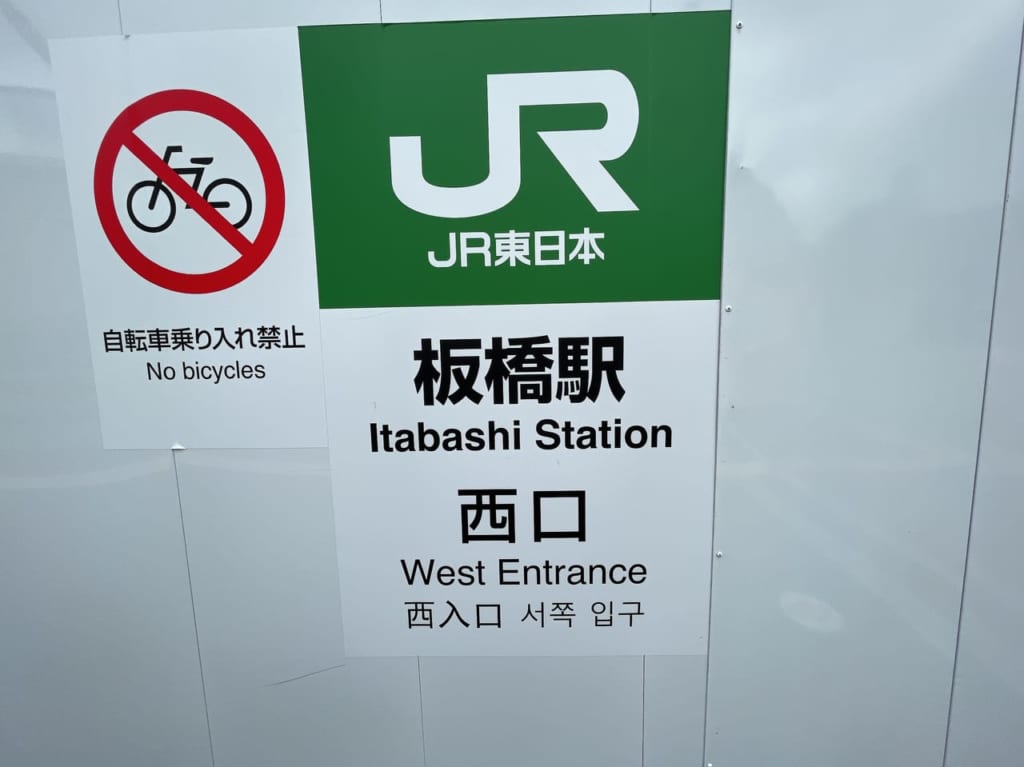 自転車乗り入れ禁止
No bicycles
JR
JR東日本
板橋駅
Itabashi Station
西口
West Entrance
西入口 서쪽 입구